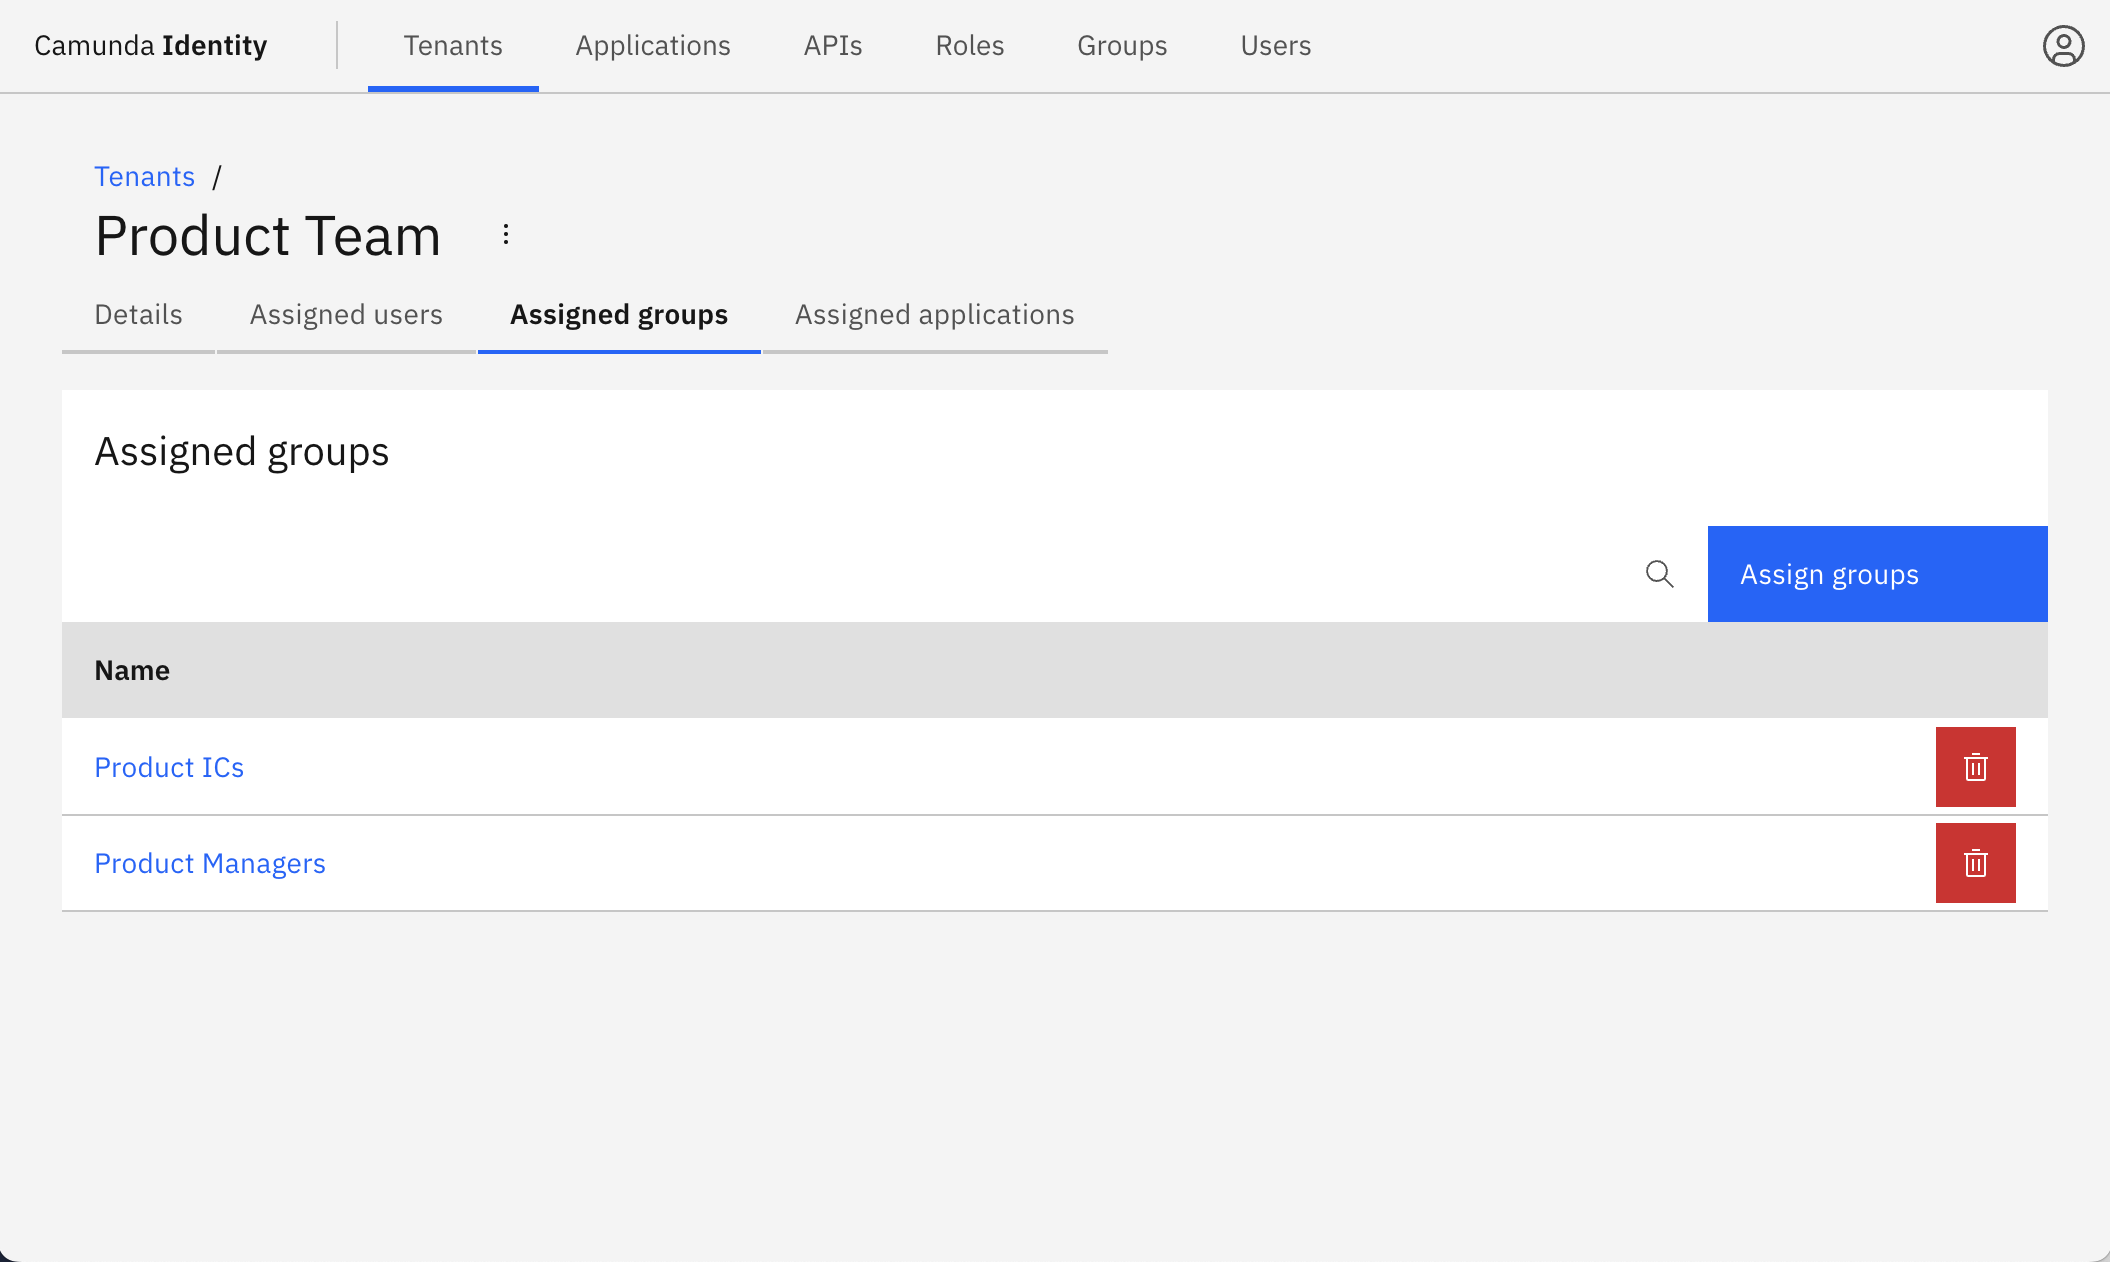 Camunda Identity Tenants Applications APIs Roles Groups Users
Tenants /
Product Team
Details Assigned users Assigned groups Assigned applications
Assigned groups
Assign groups
Name
Product ICs
Product Managers